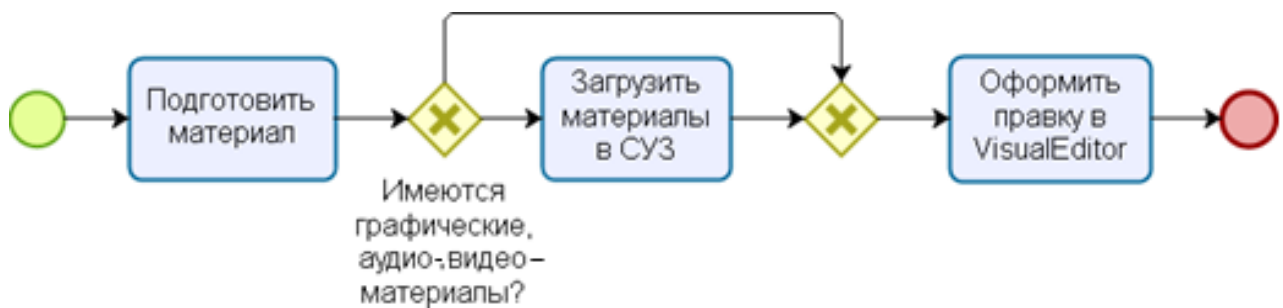 Подготовить
материал
Имеются
графические,
аудио-,видео–
материалы?
Загрузить
материалы
в СУЗ
Оформить
правку в
VisualEditor